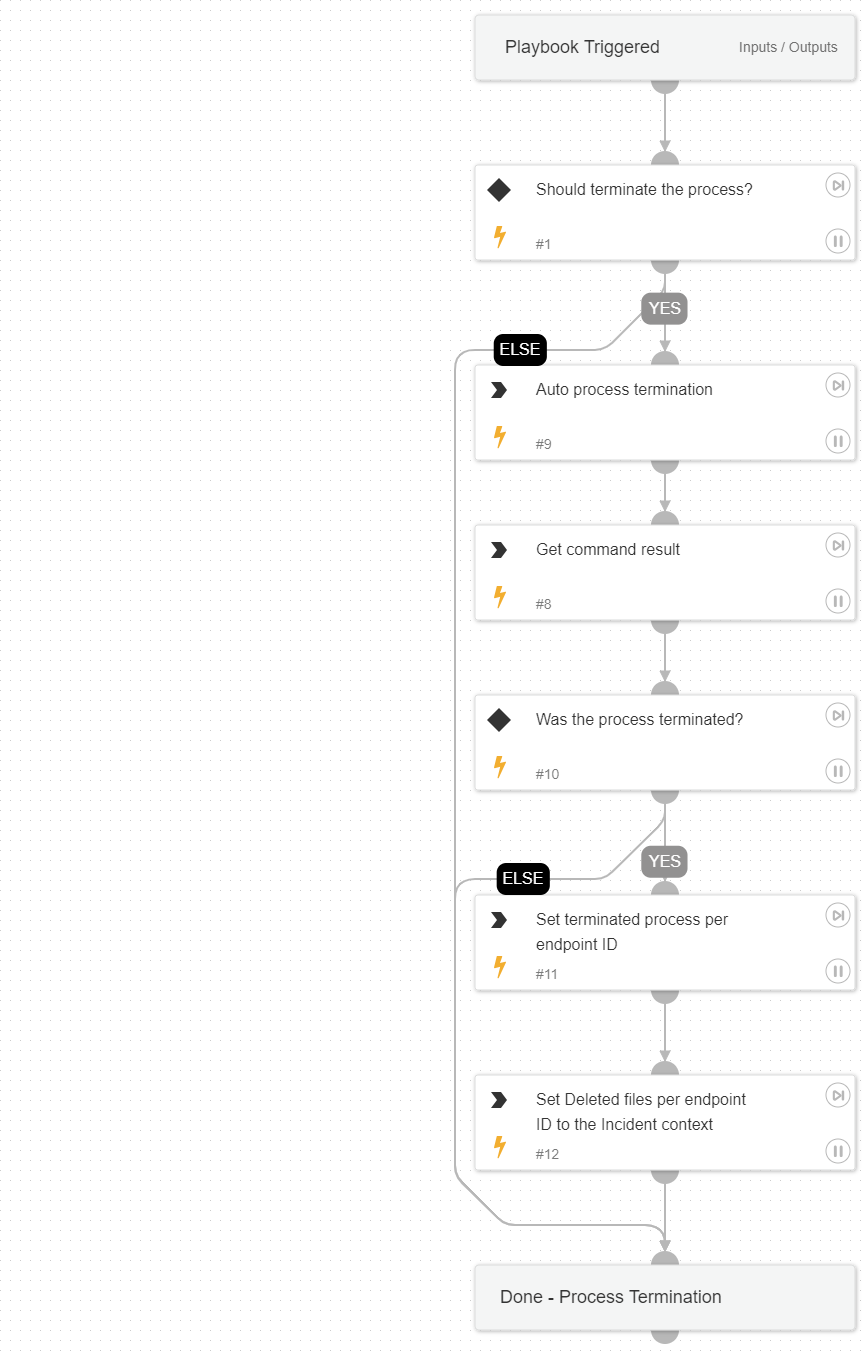 Playbook Triggered
Inputs / Outputs
Should terminate the process?
#1
YES
ELSE
Auto process termination
#9
Get command result
#8
Was the process terminated?
#10
YES
ELSE
Set terminated process per
endpoint ID
#11
Set Deleted files per endpoint
ID to the Incident context
#12
Done - Process Termination